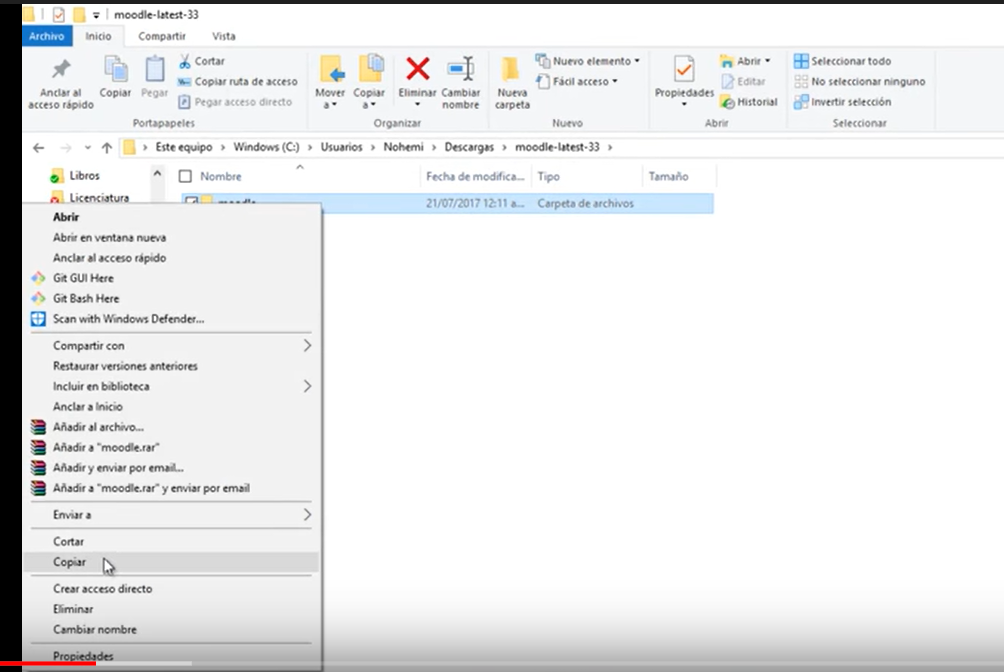 moodle-latest-33
Archivo Inicio Compartir Vista
Anclar al acceso rápido
Copiar
Pegar
Cortar
Copiar ruta de acceso
Pegar acceso directo
Portapapeles
Mover a
Copiar a
Eliminar
Cambiar nombre
Organizar
Nueva carpeta
Nuevo elemento
Fácil acceso
Nuevo
Propiedades
Abrir
Editar
Historial
Abrir
Seleccionar todo
No seleccionar ninguno
Invertir selección
Seleccionar
Este equipo > Windows (C:) > Usuarios > Nohemi > Descargas > moodle-latest-33 >
Libros
Licenciatura
Nombre Fecha de modifica... Tipo Tamaño
moodle 21/07/2017 12:11 a... Carpeta de archivos
Abrir
Abrir en ventana nueva
Anclar al acceso rápido
Git GUI Here
Git Bash Here
Scan with Windows Defender...
Compartir con
Restaurar versiones anteriores
Incluir en biblioteca
Anclar a Inicio
Añadir al archivo...
Añadir a "moodle.rar"
Añadir y enviar por email...
Añadir a "moodle.rar" y enviar por email
Enviar a
Cortar
Copiar
Crear acceso directo
Eliminar
Cambiar nombre
Propiedades